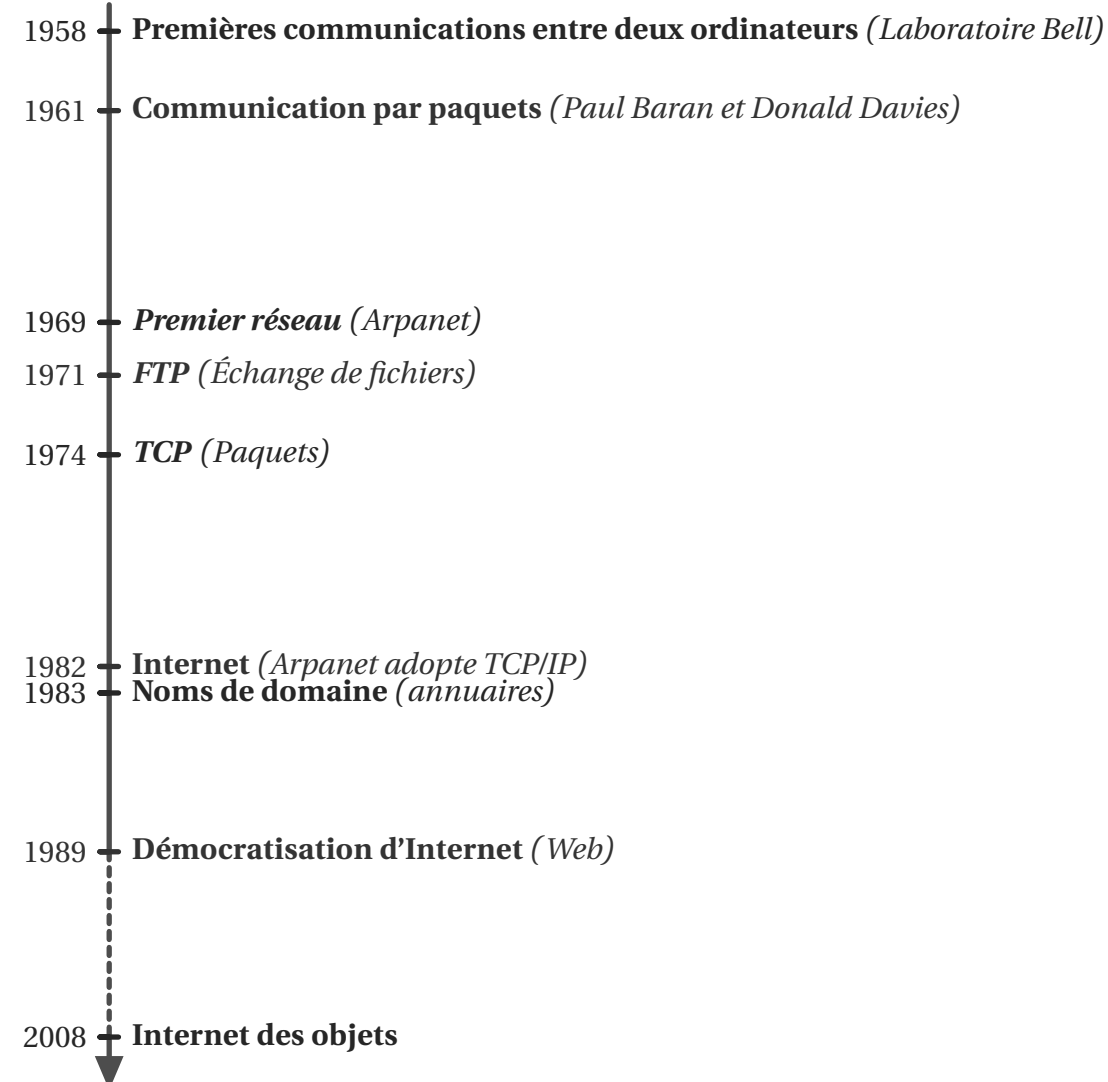 1958 Premières communications entre deux ordinateurs (Laboratoire Bell)
1961 Communication par paquets (Paul Baran et Donald Davies)
1969 Premier réseau (Arpanet)
1971 FTP (Échange de fichiers)
1974 TCP (Paquets)
1982 Internet (Arpanet adopte TCP/IP)
1983 Noms de domaine (annuaires)
1989 Démocratisation d'Internet (Web)
2008 Internet des objets